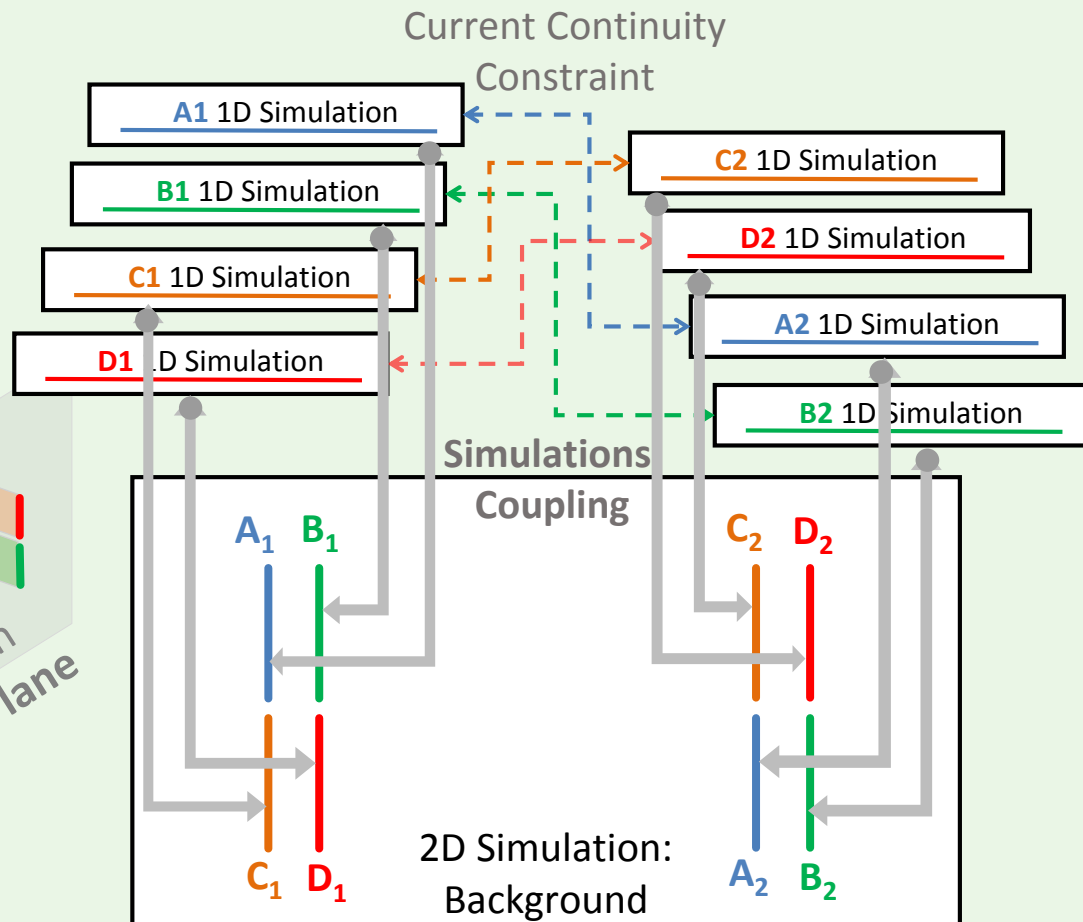 Current Continuity
Constraint
A1 1D Simulation
B1 1D Simulation
C1 1D Simulation
D1 1D Simulation
C2 1D Simulation
D2 1D Simulation
A2 1D Simulation
B2 1D Simulation
Simulations
Coupling
A₁ B₁
C₂ D₂
C₁ D₁
A₂ B₂
2D Simulation:
Background
lane